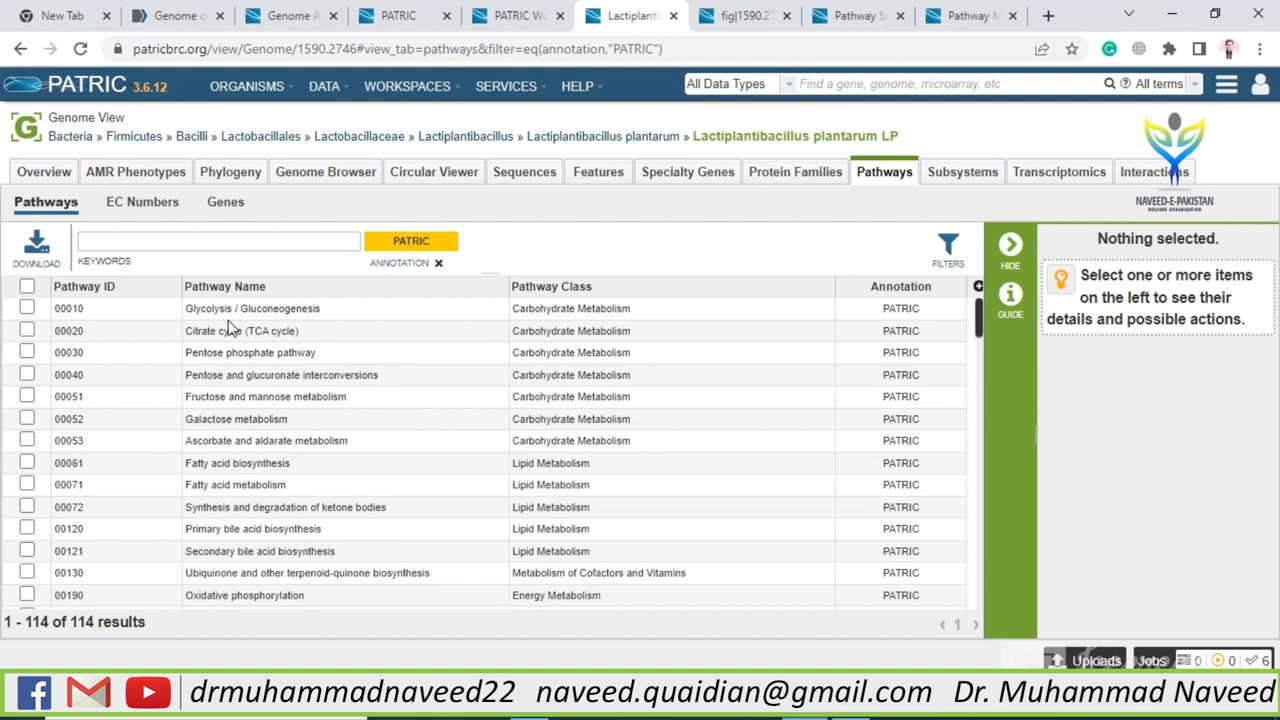 New Tab Genome o Genome A PATRIC PATRIC Wo Lactiplanti fig|1590.27 Pathway S Pathway M
patricbrc.org/view/Genome/1590.2746#view_tab=pathways&filter=eq(annotation,"PATRIC")
PATRIC 3.6.12 ORGANISMS DATA WORKSPACES SERVICES HELP All Data Types Find a gene, genome, microarray, etc All terms
Genome View
Bacteria » Firmicutes » Bacilli » Lactobacillales » Lactobacillaceae » Lactiplantibacillus » Lactiplantibacillus plantarum » Lactiplantibacillus plantarum LP
Overview AMR Phenotypes Phylogeny Genome Browser Circular Viewer Sequences Features Specialty Genes Protein Families Pathways Subsystems Transcriptomics Interactions
NAVEED-E-PAKISTAN
WELFARE ORGANIZATION
Pathways EC Numbers Genes
DOWNLOAD KEYWORDS PATRIC
ANNOTATION FILTERS
Pathway ID Pathway Name Pathway Class Annotation
00010 Glycolysis / Gluconeogenesis Carbohydrate Metabolism PATRIC
00020 Citrate cycle (TCA cycle) Carbohydrate Metabolism PATRIC
00030 Pentose phosphate pathway Carbohydrate Metabolism PATRIC
00040 Pentose and glucuronate interconversions Carbohydrate Metabolism PATRIC
00051 Fructose and mannose metabolism Carbohydrate Metabolism PATRIC
00052 Galactose metabolism Carbohydrate Metabolism PATRIC
00053 Ascorbate and aldarate metabolism Carbohydrate Metabolism PATRIC
00061 Fatty acid biosynthesis Lipid Metabolism PATRIC
00071 Fatty acid metabolism Lipid Metabolism PATRIC
00072 Synthesis and degradation of ketone bodies Lipid Metabolism PATRIC
00120 Primary bile acid biosynthesis Lipid Metabolism PATRIC
00121 Secondary bile acid biosynthesis Lipid Metabolism PATRIC
00130 Ubiquinone and other terpenoid-quinone biosynthesis Metabolism of Cofactors and Vitamins PATRIC
00190 Oxidative phosphorylation Energy Metabolism PATRIC
1 - 114 of 114 results 1
HIDE
GUIDE
Nothing selected.
Select one or more items
on the left to see their
details and possible actions.
Uploads Jobs 0 0 6
drmuhammadnaveed22 naveed.quaidian@gmail.com Dr. Muhammad Naveed